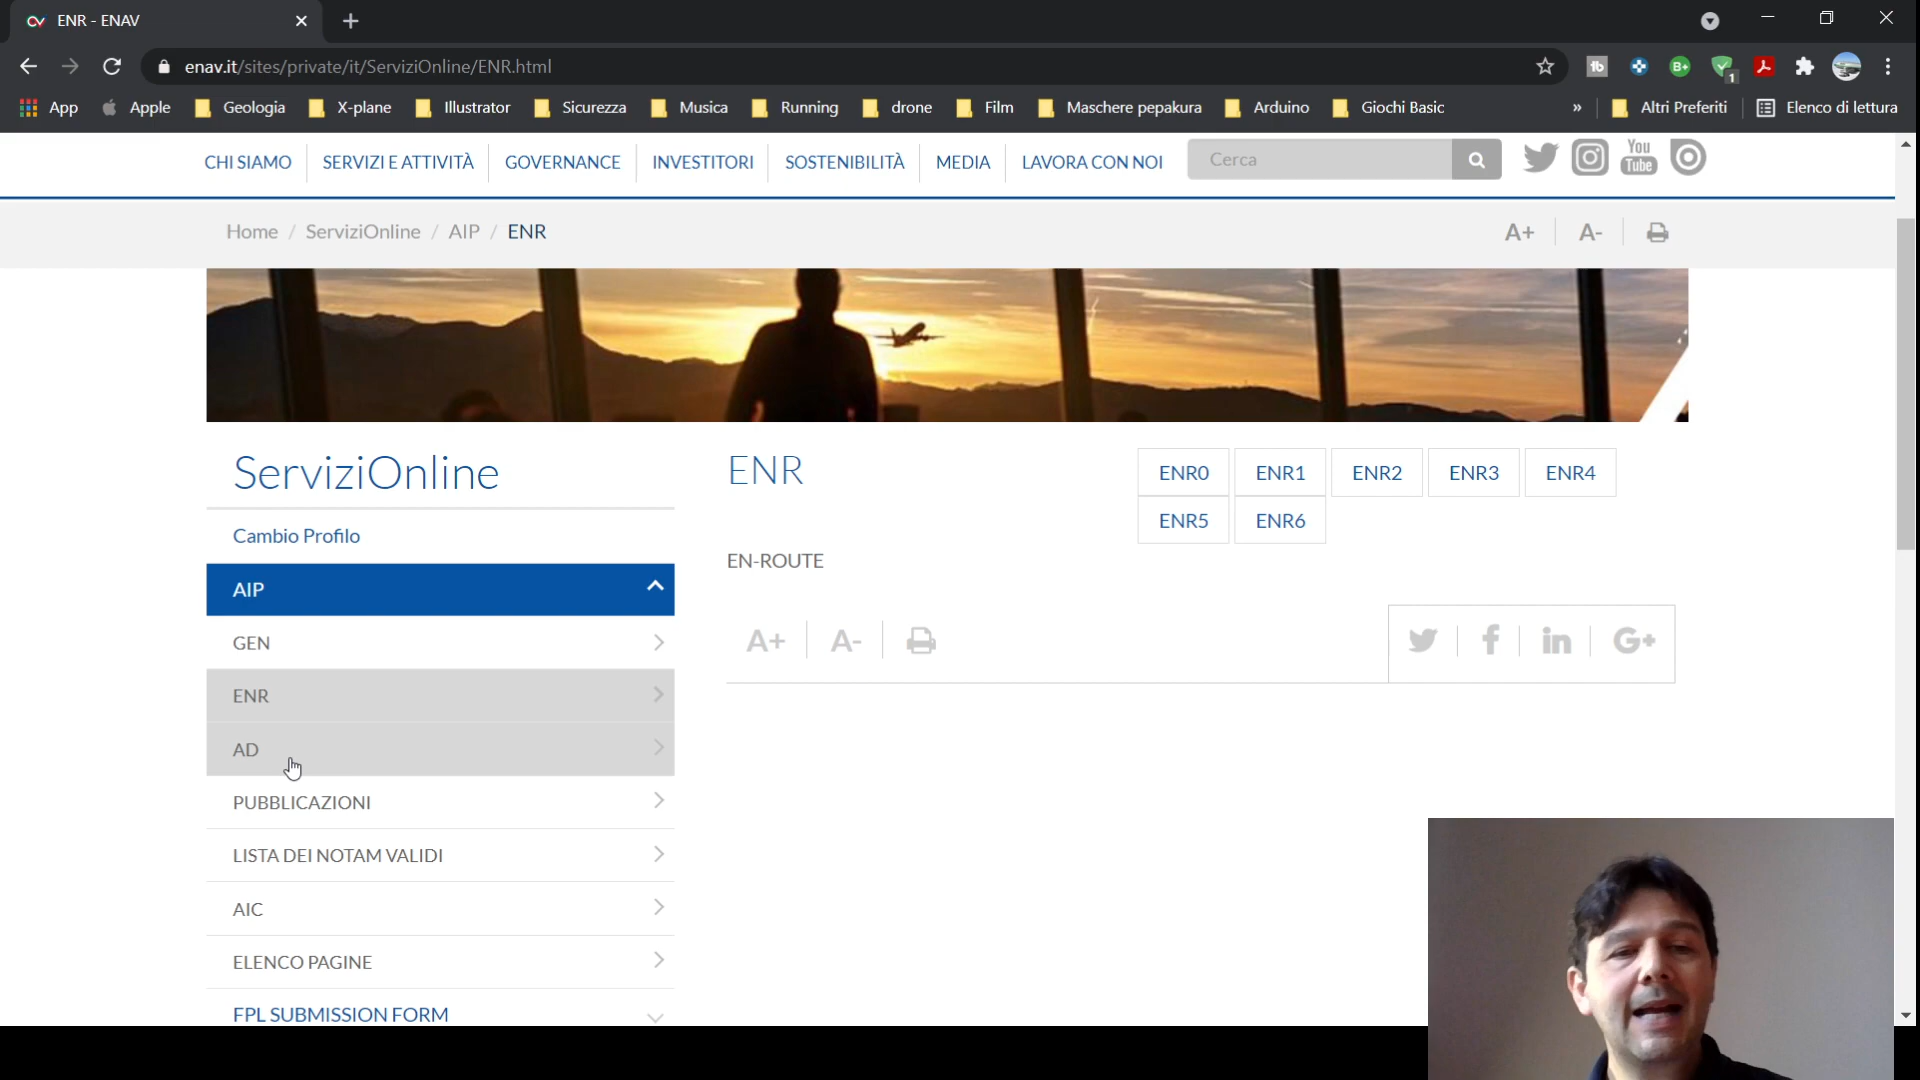 ENR - ENAV
enav.it/sites/private/it/ServiziOnline/ENR.html
1
App Apple Geologia X-plane Illustrator Sicurezza Musica Running drone Film Maschere pepakura Arduino Giochi Basic » Altri Preferiti Elenco di lettura
CHI SIAMO SERVIZI E ATTIVITÀ GOVERNANCE INVESTITORI SOSTENIBILITÀ MEDIA LAVORA CON NOI Cerca You Tube
Home / ServiziOnline / AIP / ENR A+ A-
ServiziOnline
Cambio Profilo
AIP
GEN
ENR
AD
PUBBLICAZIONI
LISTA DEI NOTAM VALIDI
AIC
ELENCO PAGINE
FPL SUBMISSION FORM
ENR
ENR0 ENR1 ENR2 ENR3 ENR4
ENR5 ENR6
EN-ROUTE
A+ A- f in G+